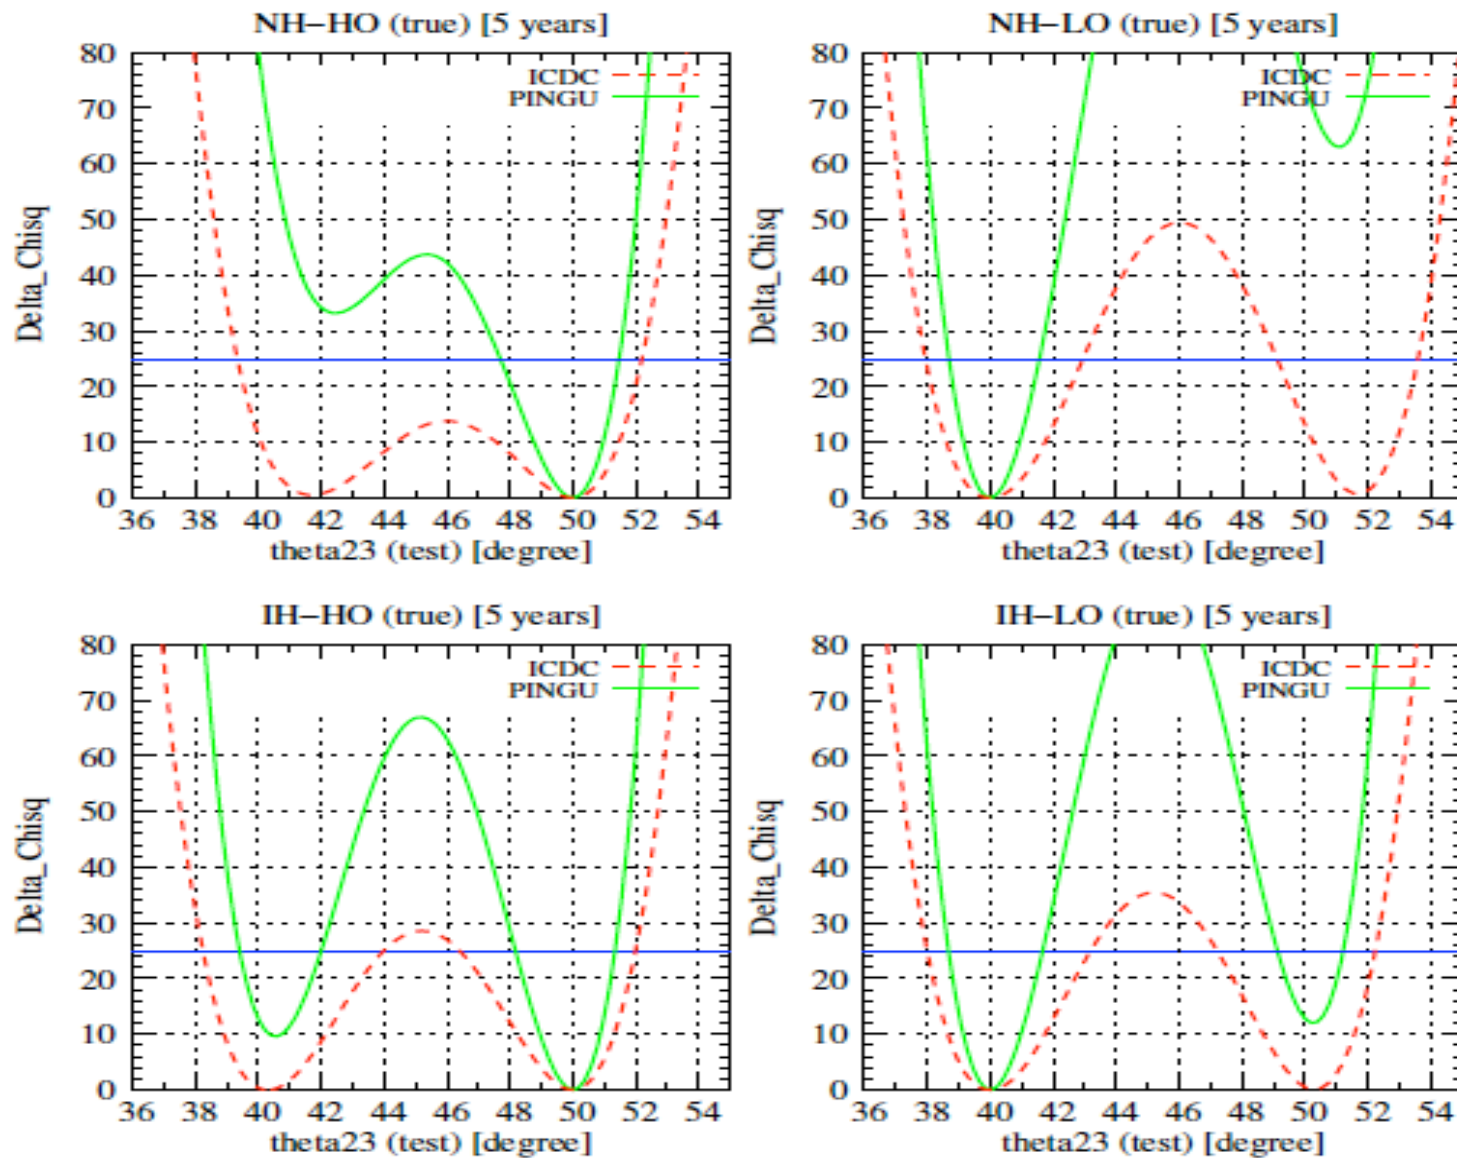 NH−HO (true) [5 years]
ICDC
PINGU
80
70
60
50
40
30
20
10
0
Delta_Chisq
36 38 40 42 44 46 48 50 52 54
theta23 (test) [degree]
NH−LO (true) [5 years]
ICDC
PINGU
80
70
60
50
40
30
20
10
0
Delta_Chisq
36 38 40 42 44 46 48 50 52 54
theta23 (test) [degree]
IH−HO (true) [5 years]
ICDC
PINGU
80
70
60
50
40
30
20
10
0
Delta_Chisq
36 38 40 42 44 46 48 50 52 54
theta23 (test) [degree]
IH−LO (true) [5 years]
ICDC
PINGU
80
70
60
50
40
30
20
10
0
Delta_Chisq
36 38 40 42 44 46 48 50 52 54
theta23 (test) [degree]